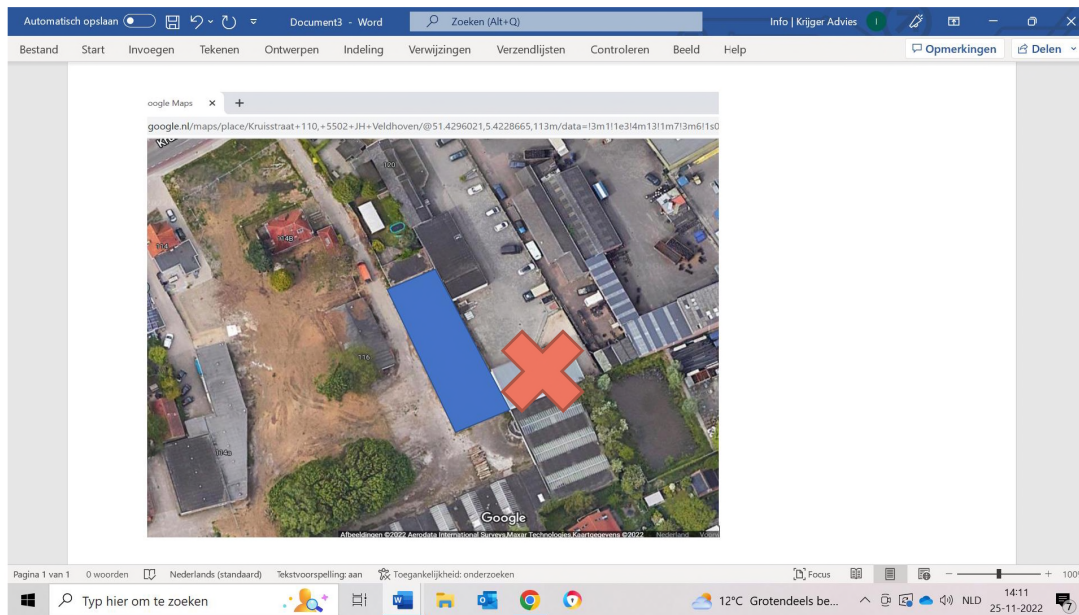 Automatisch opslaan
Document3 - Word
Zoeken (Alt+Q)
Info | Krijger Advies
I
Bestand Start Invoegen Tekenen Ontwerpen Indeling Verwijzingen Verzendlijsten Controleren Beeld Help Opmerkingen Delen
oogle Maps
google.nl/maps/place/Kruisstraat+110,+5502+JH+Veldhoven/@51.4296021,5.4228665,113m/data=!3m1!1e3!4m13!1m7!3m6!1s0
120
114
116
114a
Google
Afbeeldingen ©2022 Aerodata International Surveys,Maxar Technologies,Kaartgegevens ©2022 Nederland
Pagina 1 van 1 0 woorden Nederlands (standaard) Tekstvoorspelling: aan Toegankelijkheid: onderzoeken Focus 100%
Typ hier om te zoeken 12°C Grotendeels be... NLD 14:11
25-11-2022 7